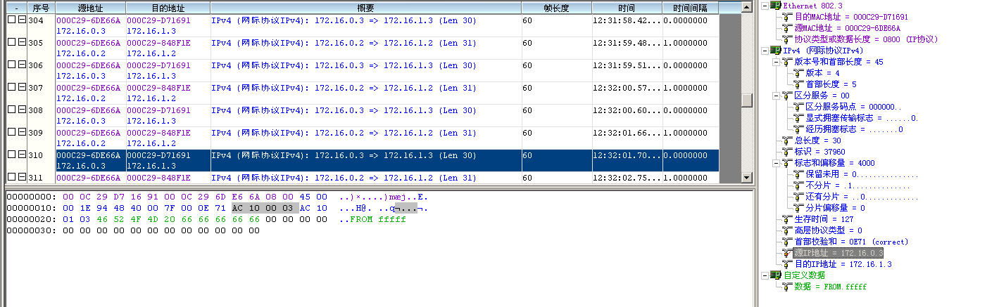 - 序号 源地址 目的地址 概要 帧长度 时间 时间间隔
304 000C29-6DE66A 000C29-D71691 IPv4 (网际协议IPv4): 172.16.0.3 => 172.16.1.3 (Len 30) 60 12:31:58.42... 1.0000000
172.16.0.3 172.16.1.3
305 000C29-6DE66A 000C29-848F1E IPv4 (网际协议IPv4): 172.16.0.2 => 172.16.1.2 (Len 31) 60 12:31:59.48... 1.0000000
172.16.0.2 172.16.1.2
306 000C29-6DE66A 000C29-D71691 IPv4 (网际协议IPv4): 172.16.0.3 => 172.16.1.3 (Len 30) 60 12:31:59.51... 0.0000000
172.16.0.3 172.16.1.3
307 000C29-6DE66A 000C29-848F1E IPv4 (网际协议IPv4): 172.16.0.2 => 172.16.1.2 (Len 31) 60 12:32:00.57... 1.0000000
172.16.0.2 172.16.1.2
308 000C29-6DE66A 000C29-D71691 IPv4 (网际协议IPv4): 172.16.0.3 => 172.16.1.3 (Len 30) 60 12:32:00.60... 0.0000000
172.16.0.3 172.16.1.3
309 000C29-6DE66A 000C29-848F1E IPv4 (网际协议IPv4): 172.16.0.2 => 172.16.1.2 (Len 31) 60 12:32:01.66... 1.0000000
172.16.0.2 172.16.1.2
310 000C29-6DE66A 000C29-D71691 IPv4 (网际协议IPv4): 172.16.0.3 => 172.16.1.3 (Len 30) 60 12:32:01.70... 0.0000000
172.16.0.3 172.16.1.3
311 000C29-6DE66A 000C29-848F1E IPv4 (网际协议IPv4): 172.16.0.2 => 172.16.1.2 (Len 31) 60 12:32:02.75... 1.0000000
00000000: 00 0C 29 D7 16 91 00 0C 29 6D E6 6A 08 00 45 00 ..)×....)mæj..E.
00000010: 00 1E 94 48 40 00 7F 00 0E 71 AC 10 00 03 AC 10 ...H@. ..q¬...¬.
00000020: 01 03 46 52 4F 4D 20 66 66 66 66 66 00 00 00 00 ..FROM fffff
00000030: 00 00 00 00 00 00 00 00 00 00 00 00
Ethernet 802.3
目的MAC地址 = 000C29-D71691
源MAC地址 = 000C29-6DE66A
协议类型或数据长度 = 0800 (IP协议)
IPv4 (网际协议IPv4)
版本号和首部长度 = 45
版本 = 4
首部长度 = 5
区分服务 = 00
区分服务码点 = 000000..
显式拥塞传输标志 = ......0.
经历拥塞标志 = .......0
总长度 = 30
标识 = 37960
标志和偏移量 = 4000
保留未用 = 0...............
不分片 = .1..............
还有分片 = ..0.............
分片偏移量 = 0
生存时间 = 127
高层协议类型 = 0
首部校验和 = 0E71 (correct)
源IP地址 = 172.16.0.3
目的IP地址 = 172.16.1.3
自定义数据
数据 = FROM.fffff